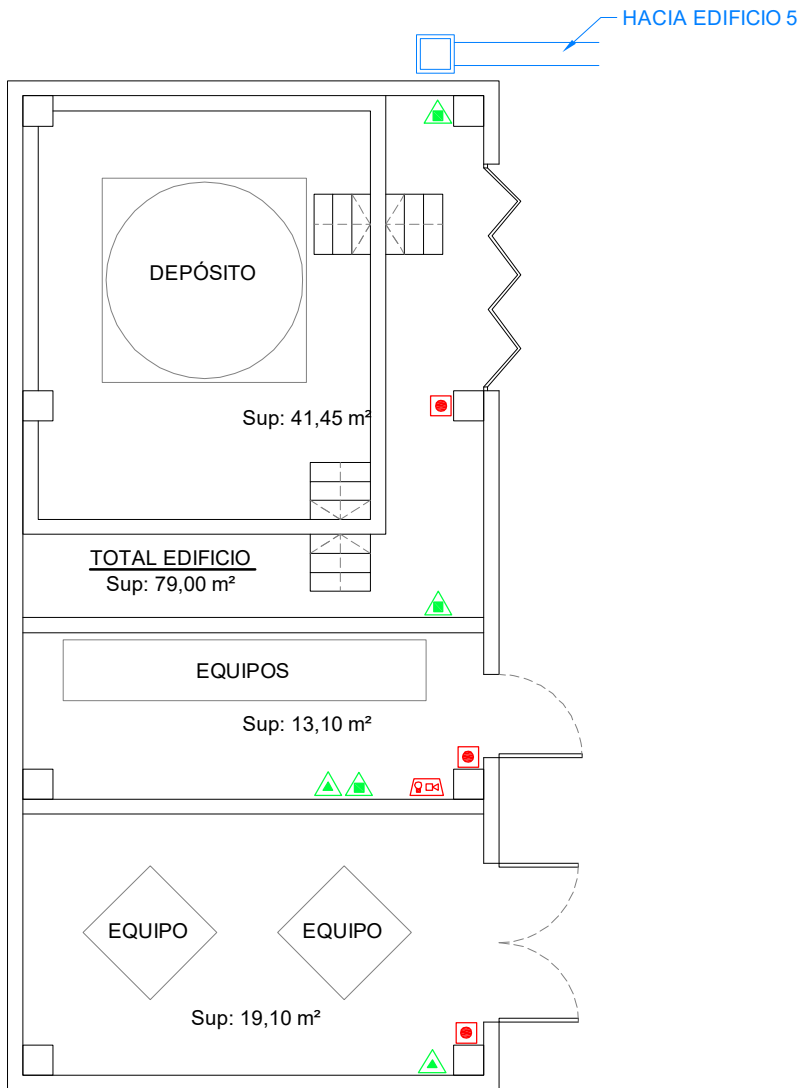 HACIA EDIFICIO 5
DEPÓSITO
Sup: 41,45 m²
TOTAL EDIFICIO
Sup: 79,00 m²
EQUIPOS
Sup: 13,10 m²
EQUIPO
EQUIPO
Sup: 19,10 m²